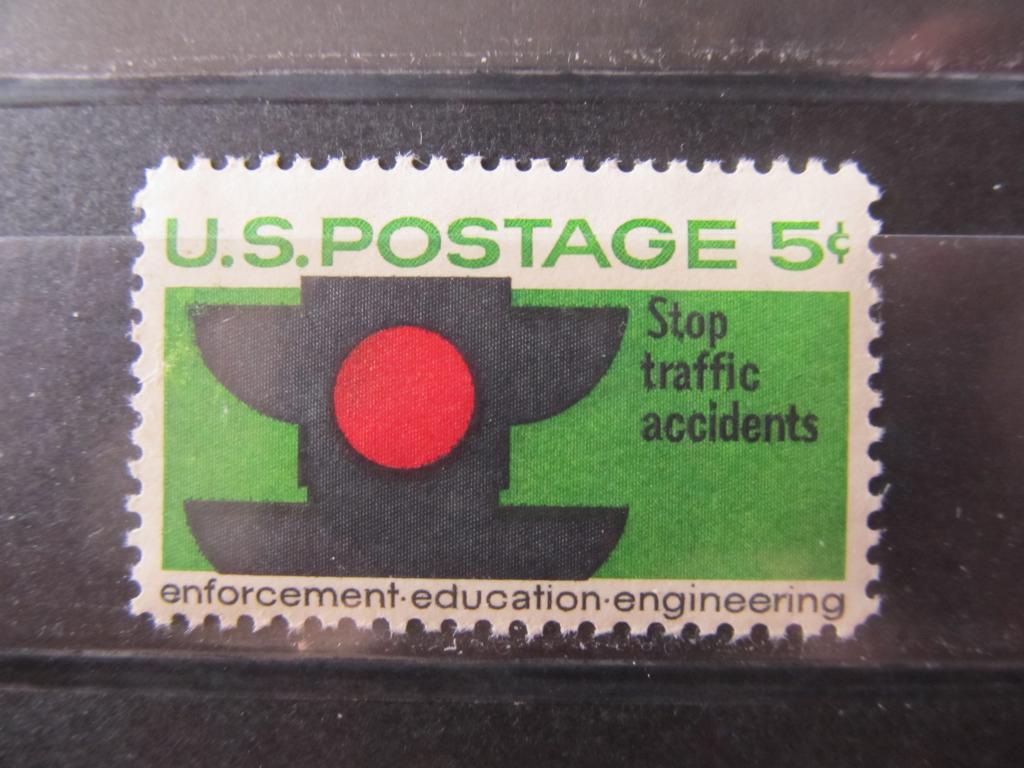 U.S. POSTAGE 5¢
Stop
traffic
accidents
enforcement·education·engineering